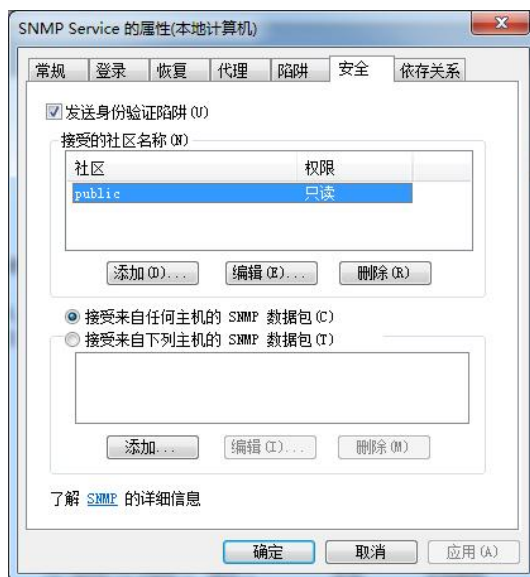 SNMP Service 的属性(本地计算机)
常规 登录 恢复 代理 陷阱 安全 依存关系
发送身份验证陷阱(U)
接受的社区名称(N)
社区 权限
public 只读
添加(D)... 编辑(E)... 删除(R)
接受来自任何主机的 SNMP 数据包(C)
接受来自下列主机的 SNMP 数据包(T)
添加... 编辑(I)... 删除(M)
了解 SNMP 的详细信息
确定 取消 应用(A)